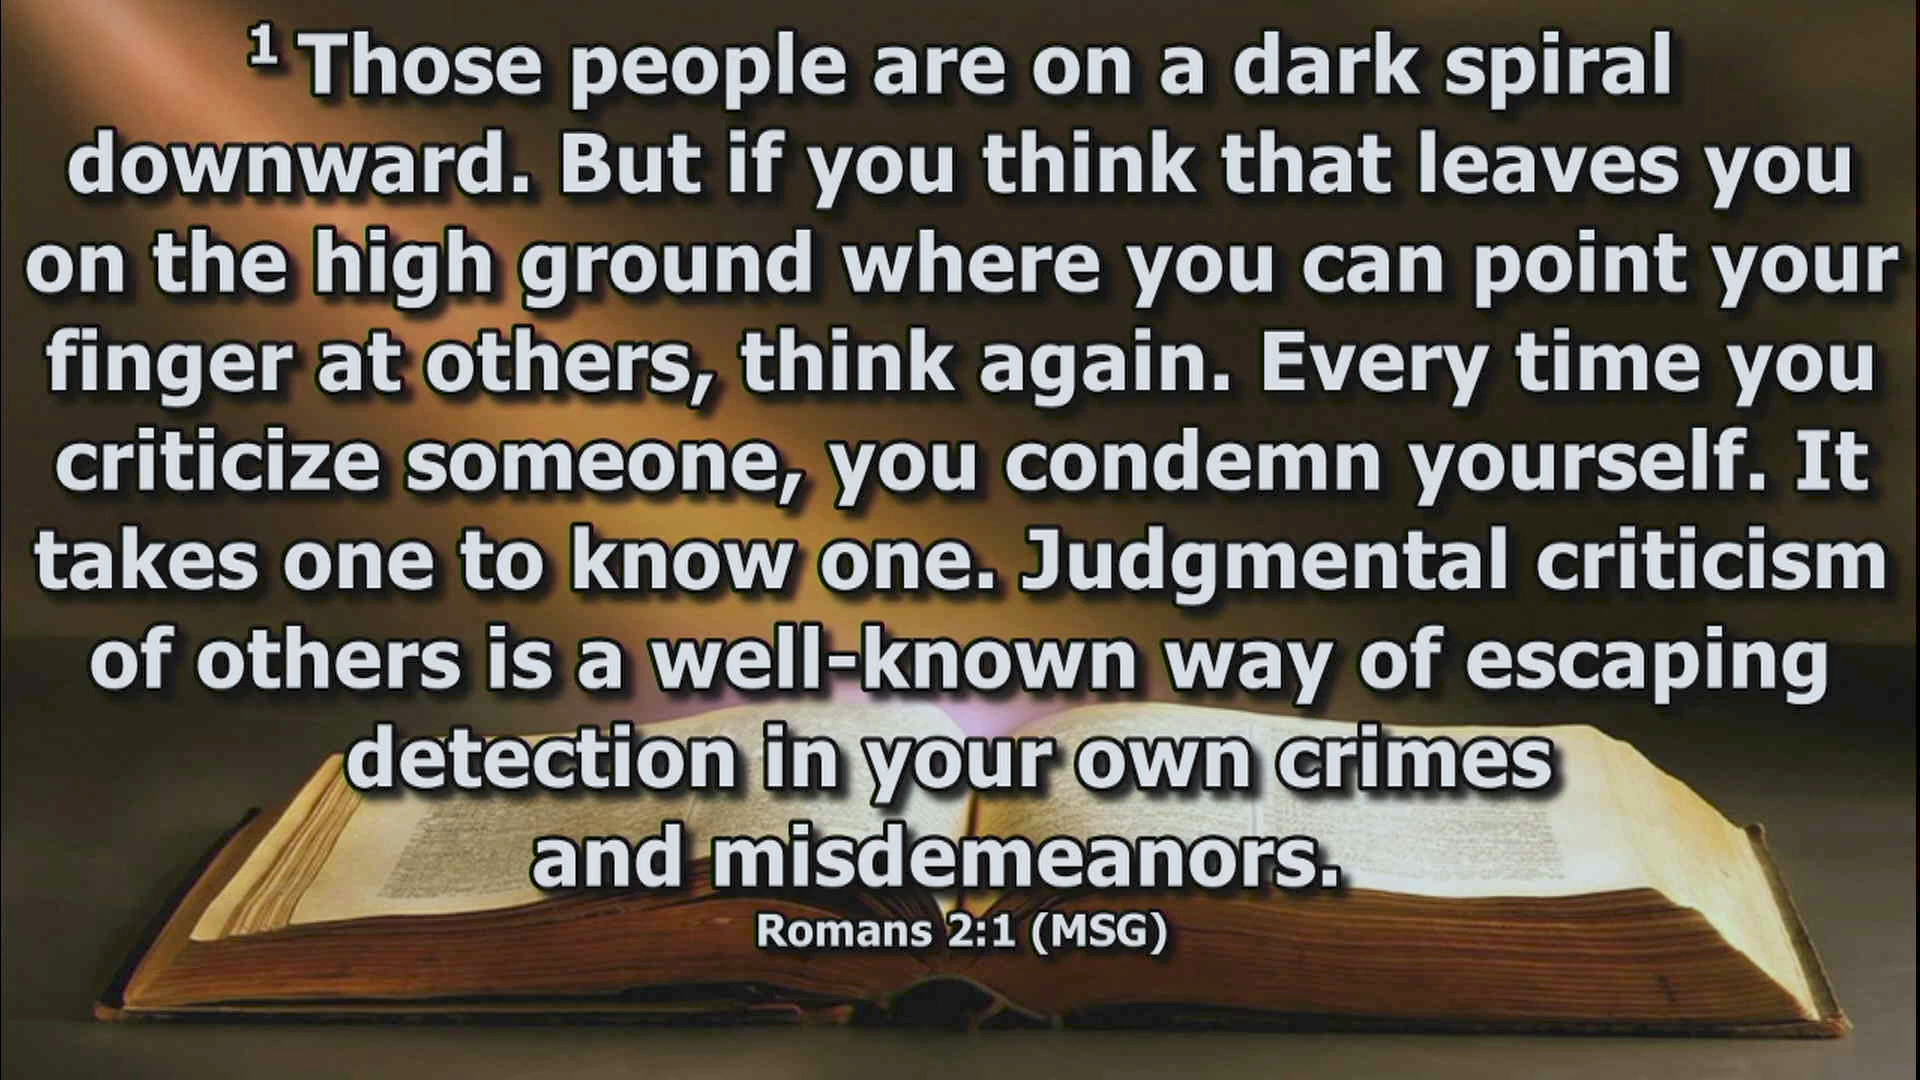 1 Those people are on a dark spiral
downward. But if you think that leaves you
on the high ground where you can point your
finger at others, think again. Every time you
criticize someone, you condemn yourself. It
takes one to know one. Judgmental criticism
of others is a well-known way of escaping
detection in your own crimes
and misdemeanors.
Romans 2:1 (MSG)